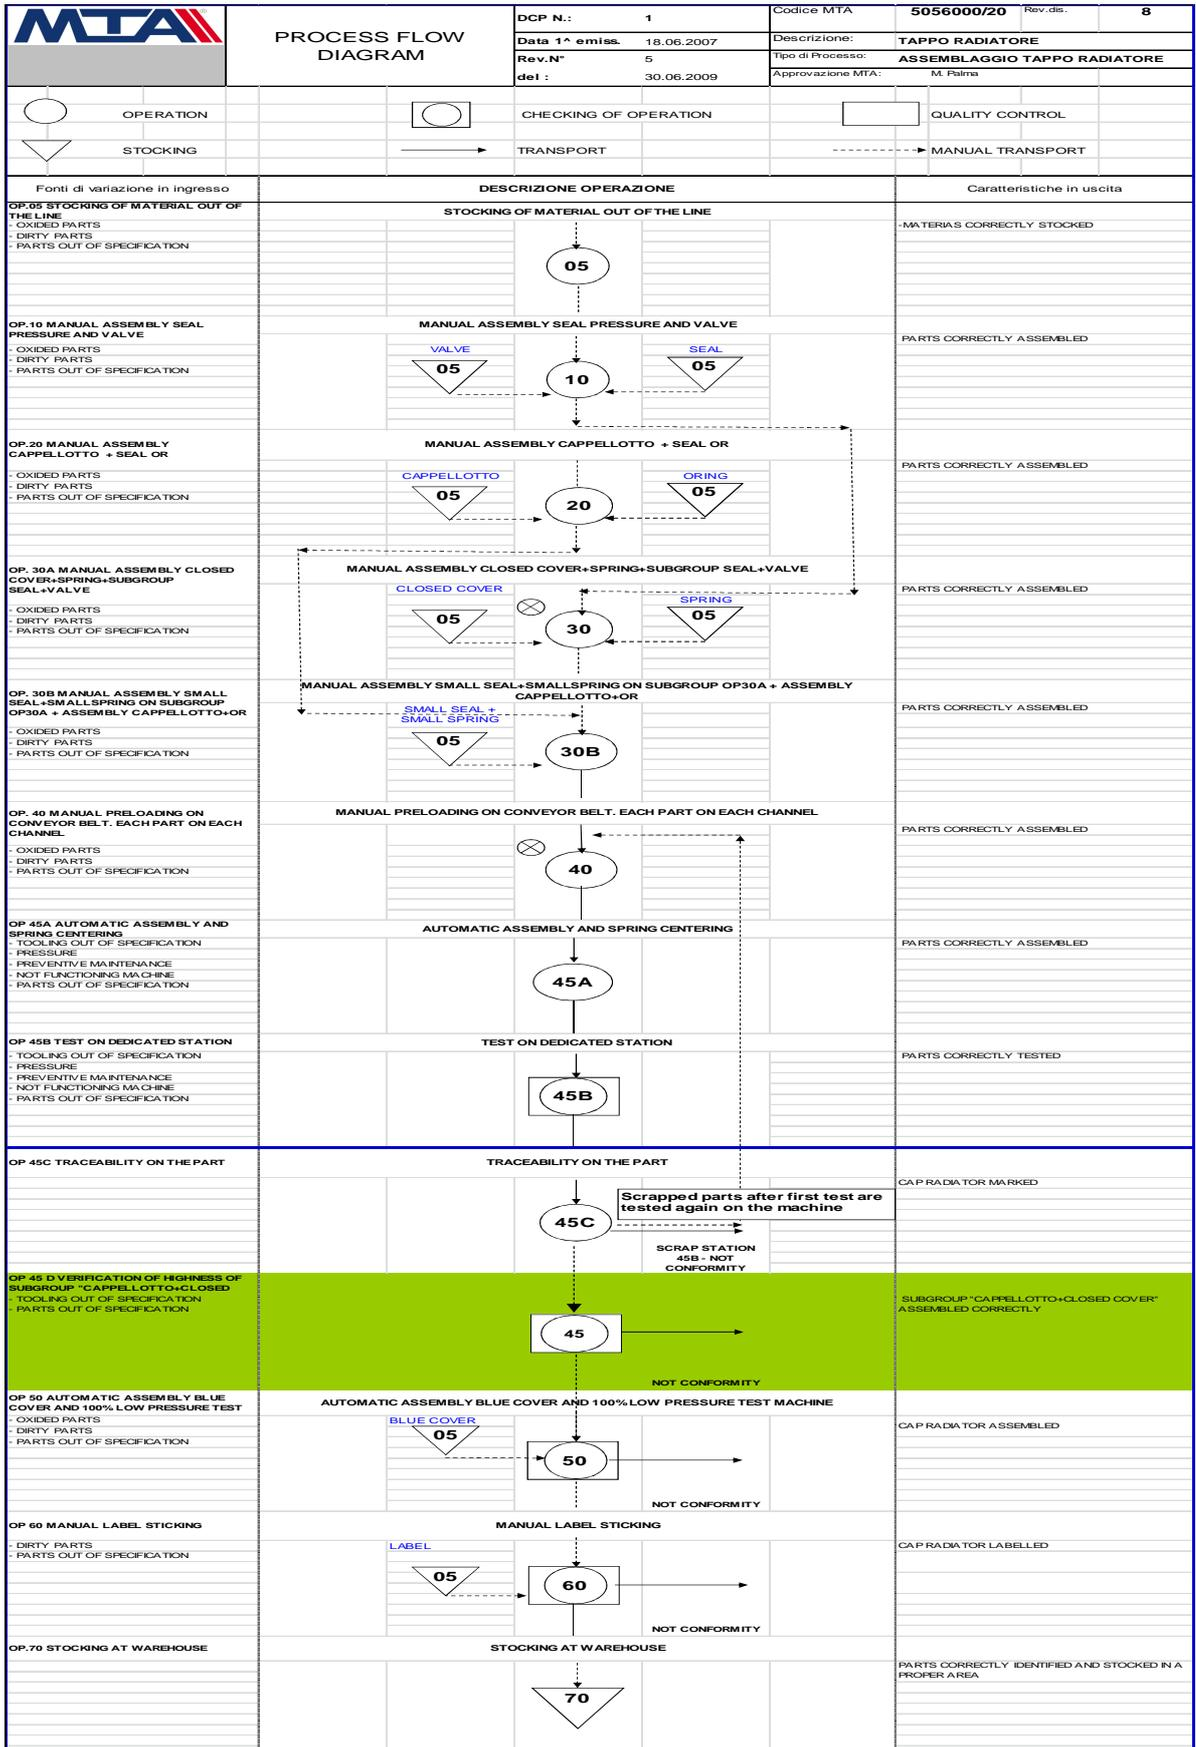 MTA
PROCESS FLOW
DIAGRAM
DCP N.: 1
Data 1^ emiss. 18.06.2007
Rev.N° 5
del : 30.06.2009
Codice MTA 5056000/20 Rev.dis. 8
Descrizione: TAPPO RADIATORE
Tipo di Processo: ASSEMBLAGGIO TAPPO RADIATORE
Approvazione MTA: M. Palma
OPERATION CHECKING OF OPERATION QUALITY CONTROL
STOCKING TRANSPORT MANUAL TRANSPORT
Fonti di variazione in ingresso DESCRIZIONE OPERAZIONE Caratteristiche in uscita
OP.05 STOCKING OF MATERIAL OUT OF
THE LINE
- OXIDED PARTS
- DIRTY PARTS
- PARTS OUT OF SPECIFICATION
STOCKING OF MATERIAL OUT OF THE LINE
05
-MATERIAS CORRECTLY STOCKED
OP.10 MANUAL ASSEMBLY SEAL
PRESSURE AND VALVE
- OXIDED PARTS
- DIRTY PARTS
- PARTS OUT OF SPECIFICATION
MANUAL ASSEMBLY SEAL PRESSURE AND VALVE
VALVE SEAL
05 10 05
PARTS CORRECTLY ASSEMBLED
OP.20 MANUAL ASSEMBLY
CAPPELLOTTO + SEAL OR
- OXIDED PARTS
- DIRTY PARTS
- PARTS OUT OF SPECIFICATION
MANUAL ASSEMBLY CAPPELLOTTO + SEAL OR
CAPPELLOTTO ORING
05 20 05
PARTS CORRECTLY ASSEMBLED
OP. 30A MANUAL ASSEMBLY CLOSED
COVER+SPRING+SUBGROUP
SEAL+VALVE
- OXIDED PARTS
- DIRTY PARTS
- PARTS OUT OF SPECIFICATION
MANUAL ASSEMBLY CLOSED COVER+SPRING+SUBGROUP SEAL+VALVE
CLOSED COVER SPRING
05 30 05
PARTS CORRECTLY ASSEMBLED
OP. 30B MANUAL ASSEMBLY SMALL
SEAL+SMALLSPRING ON SUBGROUP
OP30A + ASSEMBLY CAPPELLOTTO+OR
- OXIDED PARTS
- DIRTY PARTS
- PARTS OUT OF SPECIFICATION
MANUAL ASSEMBLY SMALL SEAL+SMALLSPRING ON SUBGROUP OP30A + ASSEMBLY
CAPPELLOTTO+OR
SMALL SEAL +
SMALL SPRING
05 30B
PARTS CORRECTLY ASSEMBLED
OP. 40 MANUAL PRELOADING ON
CONVEYOR BELT. EACH PART ON EACH
CHANNEL
- OXIDED PARTS
- DIRTY PARTS
- PARTS OUT OF SPECIFICATION
MANUAL PRELOADING ON CONVEYOR BELT. EACH PART ON EACH CHANNEL
40
PARTS CORRECTLY ASSEMBLED
OP 45A AUTOMATIC ASSEMBLY AND
SPRING CENTERING
- TOOLING OUT OF SPECIFICATION
- PRESSURE
- PREVENTIVE MAINTENANCE
- NOT FUNCTIONING MACHINE
- PARTS OUT OF SPECIFICATION
AUTOMATIC ASSEMBLY AND SPRING CENTERING
45A
PARTS CORRECTLY ASSEMBLED
OP 45B TEST ON DEDICATED STATION
- TOOLING OUT OF SPECIFICATION
- PRESSURE
- PREVENTIVE MAINTENANCE
- NOT FUNCTIONING MACHINE
- PARTS OUT OF SPECIFICATION
TEST ON DEDICATED STATION
45B
PARTS CORRECTLY TESTED
OP 45C TRACEABILITY ON THE PART
TRACEABILITY ON THE PART
45C
Scrapped parts after first test are
tested again on the machine
SCRAP STATION
45B - NOT
CONFORMITY
CAP RADIATOR MARKED
OP 45 D VERIFICATION OF HIGHNESS OF
SUBGROUP "CAPPELLOTTO+CLOSED
- TOOLING OUT OF SPECIFICATION
- PARTS OUT OF SPECIFICATION
45
NOT CONFORMITY
SUBGROUP "CAPPELLOTTO+CLOSED COVER"
ASSEMBLED CORRECTLY
OP 50 AUTOMATIC ASSEMBLY BLUE
COVER AND 100% LOW PRESSURE TEST
- OXIDED PARTS
- DIRTY PARTS
- PARTS OUT OF SPECIFICATION
AUTOMATIC ASSEMBLY BLUE COVER AND 100% LOW PRESSURE TEST MACHINE
BLUE COVER
05 50
NOT CONFORMITY
CAP RADIATOR ASSEMBLED
OP 60 MANUAL LABEL STICKING
- DIRTY PARTS
- PARTS OUT OF SPECIFICATION
MANUAL LABEL STICKING
LABEL
05 60
NOT CONFORMITY
CAP RADIATOR LABELLED
OP.70 STOCKING AT WAREHOUSE
STOCKING AT WAREHOUSE
70
PARTS CORRECTLY IDENTIFIED AND STOCKED IN A
PROPER AREA